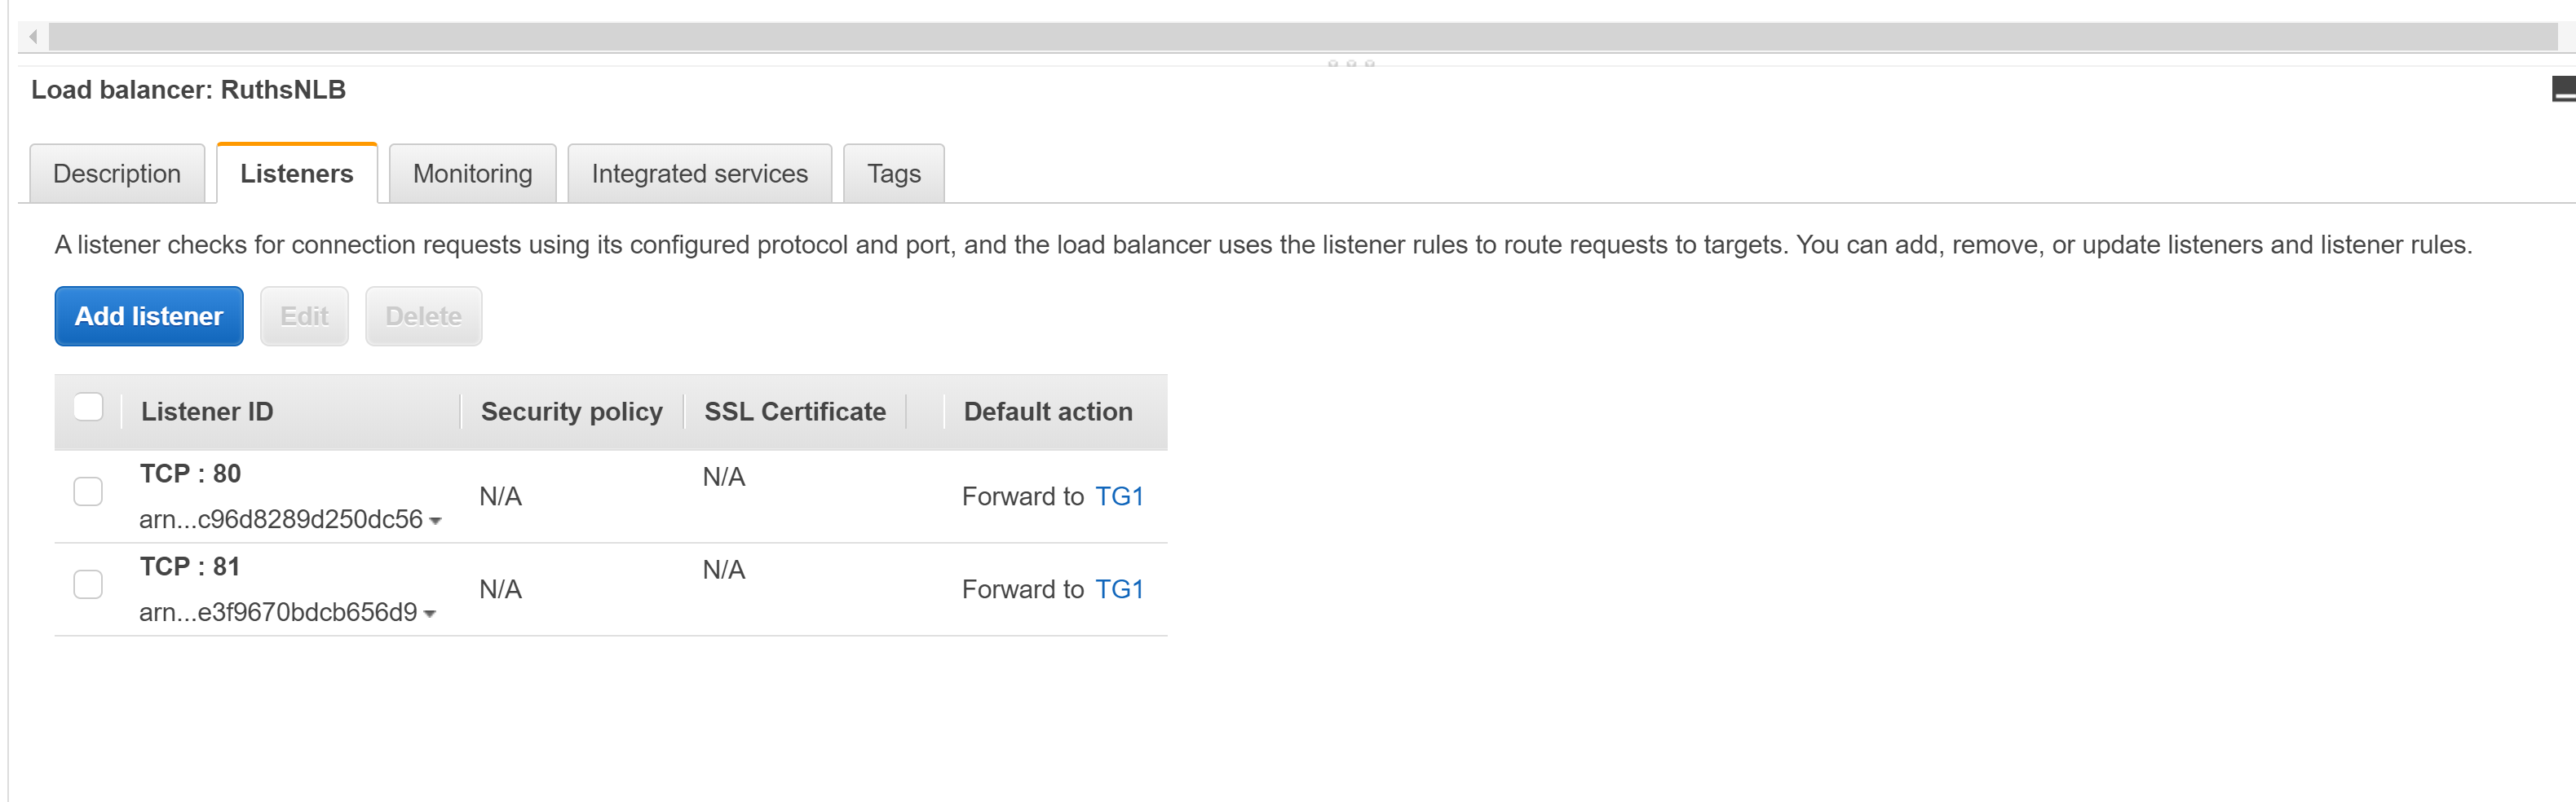 Load balancer: RuthsNLB
Description Listeners Monitoring Integrated services Tags
A listener checks for connection requests using its configured protocol and port, and the load balancer uses the listener rules to route requests to targets. You can add, remove, or update listeners and listener rules.
Add listener Edit Delete
Listener ID Security policy SSL Certificate Default action
TCP : 80
arn...c96d8289d250dc56 N/A N/A Forward to TG1
TCP : 81
arn...e3f9670bdcb656d9 N/A N/A Forward to TG1